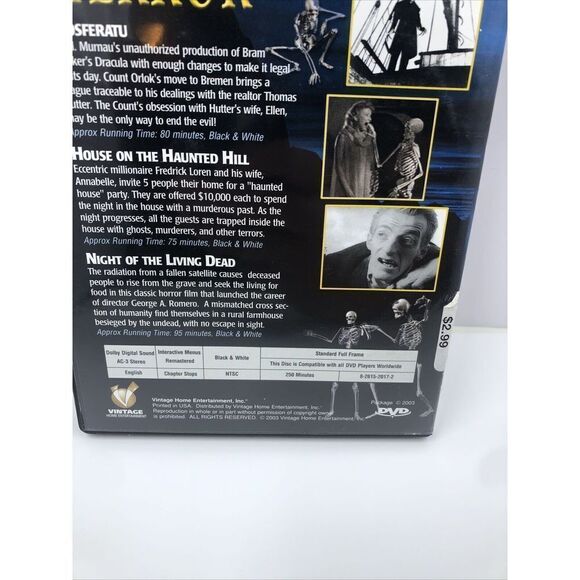 TERROR
OSFERATU
. Murnau's unauthorized production of Bram
ker's Dracula with enough changes to make it legal
its day. Count Orlok's move to Bremen brings a
ague traceable to his dealings with the realtor Thomas
utter. The Count's obsession with Hutter's wife, Ellen,
may be the only way to end the evil!
Approx Running Time: 80 minutes, Black & White
HOUSE ON THE HAUNTED HILL
Eccentric millionaire Fredrick Loren and his wife,
Annabelle, invite 5 people their home for a "haunted
house" party. They are offered $10,000 each to spend
the night in the house with a murderous past. As the
night progresses, all the guests are trapped inside the
house with ghosts, murderers, and other terrors.
Approx Running Time: 75 minutes, Black & White
NIGHT OF THE LIVING DEAD
The radiation from a fallen satellite causes deceased
people to rise from the grave and seek the living for
food in this classic horror film that launched the career
of director George A. Romero. A mismatched cross sec-
tion of humanity find themselves in a rural farmhouse
besieged by the undead, with no escape in sight.
Approx Running Time: 95 minutes, Black & White
$2.99
Dolby Digital Sound
AC-3 Stereo
Interactive Menus
Remastered
Black & White
Standard Full Frame
This Disc is Compatible with all DVD Players Worldwide
English
Chapter Stops
NTSC
250 Minutes
8-2615-2017-2
VINTAGE
HOME ENTERTAINMENT
Vintage Home Entertainment, Inc.
Printed in USA. Distributed by Vintage Home Entertainment, Inc.
Reproduction in whole or in part without permission of copyright owner
is prohibited. ALL RIGHTS RESERVED. © 2003 Vintage Home Entertainment, Inc.
Package © 2003
DVD